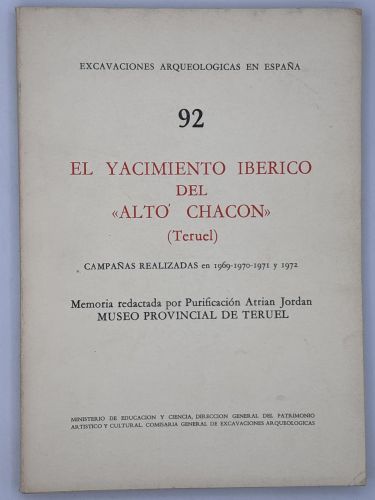 EXCAVACIONES ARQUEOLOGICAS EN ESPAÑA
92
EL YACIMIENTO IBERICO
DEL
«ALTO CHACON»
(Teruel)
CAMPAÑAS REALIZADAS en 1969-1970-1971 y 1972
Memoria redactada por Purificación Atrian Jordan
MUSEO PROVINCIAL DE TERUEL
MINISTERIO DE EDUCACION Y CIENCIA, DIRECCION GENERAL DEL PATRIMONIO
ARTISTICO Y CULTURAL, COMISARIA GENERAL DE EXCAVACIONES ARQUEOLOGICAS